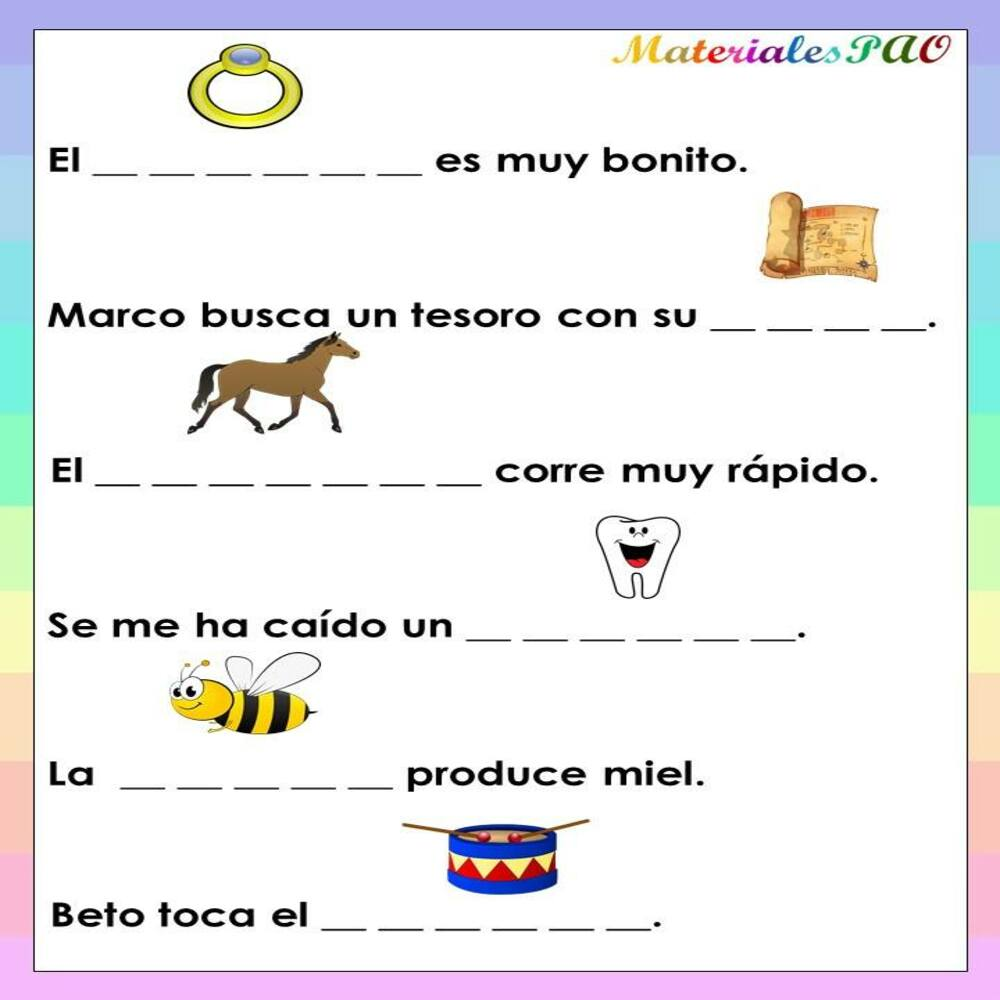 MaterialesPAO
El __ __ __ __ __ __ es muy bonito.
Marco busca un tesoro con su __ __ __ __.
El __ __ __ __ __ __ __ corre muy rápido.
Se me ha caído un __ __ __ __ __ __.
La __ __ __ __ __ produce miel.
Beto toca el __ __ __ __ __ __.